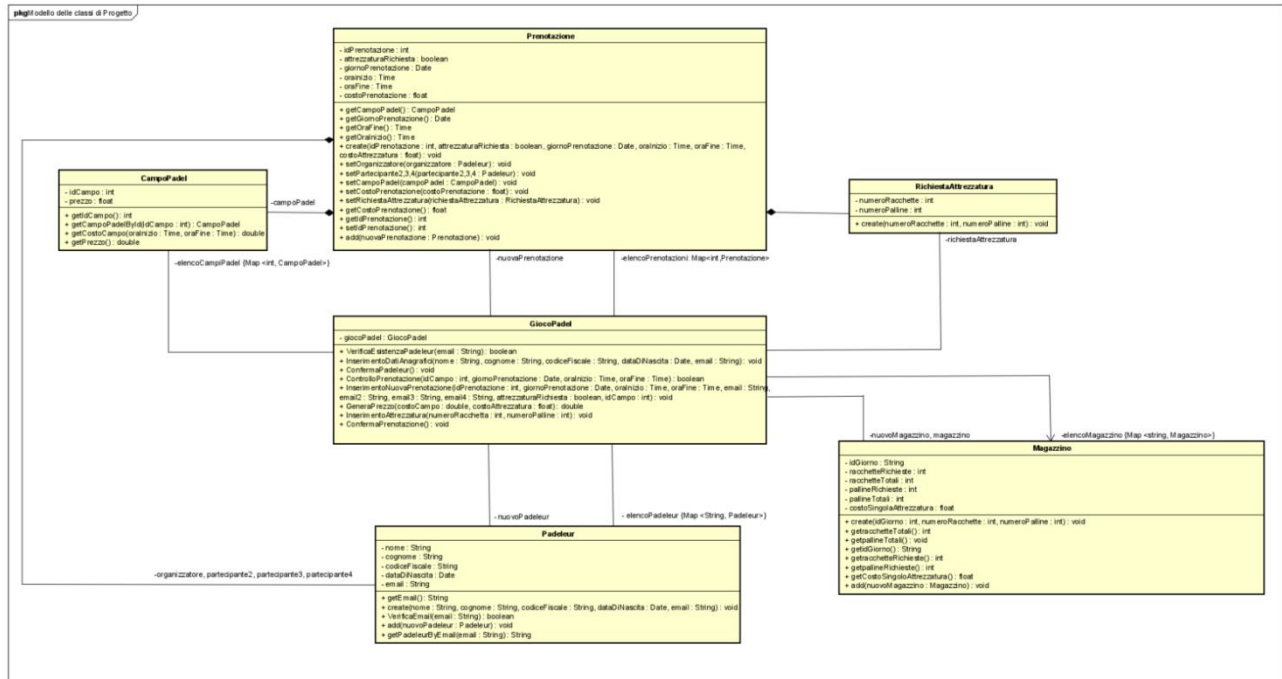 pkg Modello delle classi di Progetto
Prenotazione
- idPrenotazione : int
- attrezzaturaRichiesta : boolean
- giornoPrenotazione : Date
- orainizio : Time
- oraFine : Time
- costoPrenotazione : float
+ getCampoPadel() : CampoPadel
+ getGiornoPrenotazione() : Date
+ getOraFine() : Time
+ getOraInizio() : Time
+ create(idPrenotazione : int, attrezzaturaRichiesta : boolean, giornoPrenotazione : Date, oraInizio : Time, oraFine : Time,
costoAttrezzatura : float) : void
+ setOrganizzatore(organizzatore : Padeleur) : void
+ setPartecipante2,3,4(partecipante2,3,4 : Padeleur) : void
+ setCampoPadel(campoPadel : CampoPadel) : void
+ setCostoPrenotazione(costoPrenotazione : float) : void
+ setRichiestaAttrezzatura(richiestaAttrezzatura : RichiestaAttrezzatura) : void
+ getCostoPrenotazione() : float
+ getIdPrenotazione() : int
+ setIdPrenotazione() : int
+ add(nuovaPrenotazione : Prenotazione) : void
CampoPadel
- idCampo : int
- prezzo : float
+ getIdCampo() : int
+ getCampoPadelById(idCampo : int) : CampoPadel
+ getCostoCampo(oraInizio : Time, oraFine : Time) : double
+ getPrezzo() : double
-campoPadel
RichiestaAttrezzatura
- numeroRacchette : int
- numeroPalline : int
+ create(numeroRacchette : int, numeroPalline : int) : void
-richiestaAttrezzatura
-elencoCampiPadel {Map <int, CampoPadel>}
-nuovaPrenotazione
-elencoPrenotazioni: Map<int,Prenotazione>
GiocoPadel
- giocoPadel : GiocoPadel
+ VerificaEsistenzaPadeleur(email : String) : boolean
+ InserimentoDatiAnagrafici(nome : String, cognome : String, codiceFiscale : String, dataDiNascita : Date, email : String) : void
+ ConfermaPadeleur() : void
+ ControlloPrenotazione(idCampo : int, giornoPrenotazione : Date, oraInizio : Time, oraFine : Time) : boolean
+ InserimentoNuovaPrenotazione(idPrenotazione : int, giornoPrenotazione : Date, oraInizio : Time, oraFine : Time, email : String,
email2 : String, email3 : String, email4 : String, attrezzaturaRichiesta : boolean, idCampo : int) : void
+ GeneraPrezzo(costoCampo : double, costoAttrezzatura : float) : double
+ InserimentoAttrezzatura(numeroRacchetta : int, numeroPalline : int) : void
+ ConfermaPrenotazione() : void
-nuovoMagazzino, magazzino
-elencoMagazzino {Map <string, Magazzino>}
Magazzino
- idGiorno : String
- racchetteRichieste : int
- racchetteTotali : int
- pallineRichieste : int
- pallineTotali : int
- costoSingolaAttrezzatura : float
+ create(idGiorno : int, numeroRacchette : int, numeroPalline : int) : void
+ getracchetteTotali() : int
+ getpallineTotali() : void
+ getidGiorno() : String
+ getracchetteRichieste() : int
+ getpallineRichieste() : int
+ getCostoSingoloAttrezzatura() : float
+ add(nuovoMagazzino : Magazzino) : void
-nuovoPadeleur
- elencoPadeleur {Map <String, Padeleur>}
-organizzatore, partecipante2, partecipante3, partecipante4
Padeleur
- nome : String
- cognome : String
- codiceFiscale : String
- dataDiNascita : Date
- email : String
+ getEmail() : String
+ create(nome : String, cognome : String, codiceFiscale : String, dataDiNascita : Date, email : String) : void
+ VerificaEmail(email : String) : boolean
+ add(nuovoPadeleur : Padeleur) : void
+ getPadeleurByEmail(email : String) : String